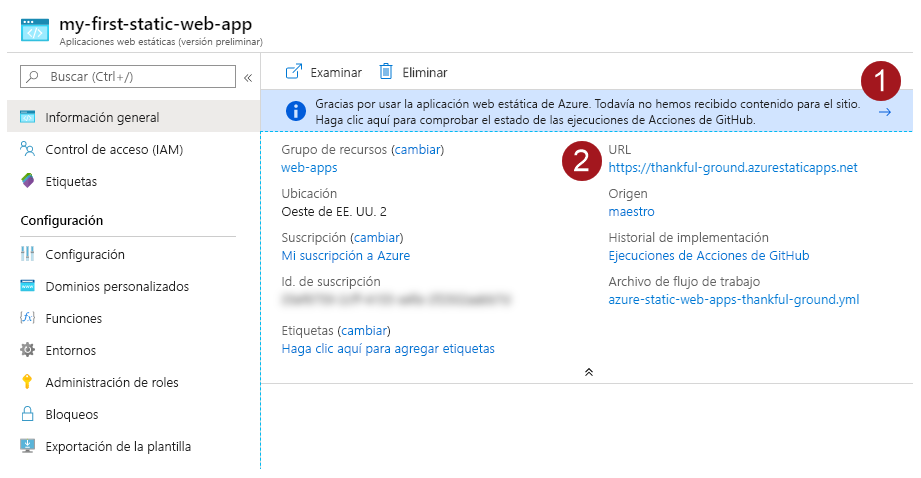 my-first-static-web-app
Aplicaciones web estáticas (versión preliminar)
Buscar (Ctrl+/)
«
Información general
Control de acceso (IAM)
Etiquetas
Configuración
Configuración
Dominios personalizados
Funciones
Entornos
Administración de roles
Bloqueos
Exportación de la plantilla
Examinar
Eliminar
1
Gracias por usar la aplicación web estática de Azure. Todavía no hemos recibido contenido para el sitio.
Haga clic aquí para comprobar el estado de las ejecuciones de Acciones de GitHub.
Grupo de recursos (cambiar)
web-apps
Ubicación
Oeste de EE. UU. 2
Suscripción (cambiar)
Mi suscripción a Azure
Id. de suscripción
Etiquetas (cambiar)
Haga clic aquí para agregar etiquetas
2
URL
https://thankful-ground.azurestaticapps.net
Origen
maestro
Historial de implementación
Ejecuciones de Acciones de GitHub
Archivo de flujo de trabajo
azure-static-web-apps-thankful-ground.yml